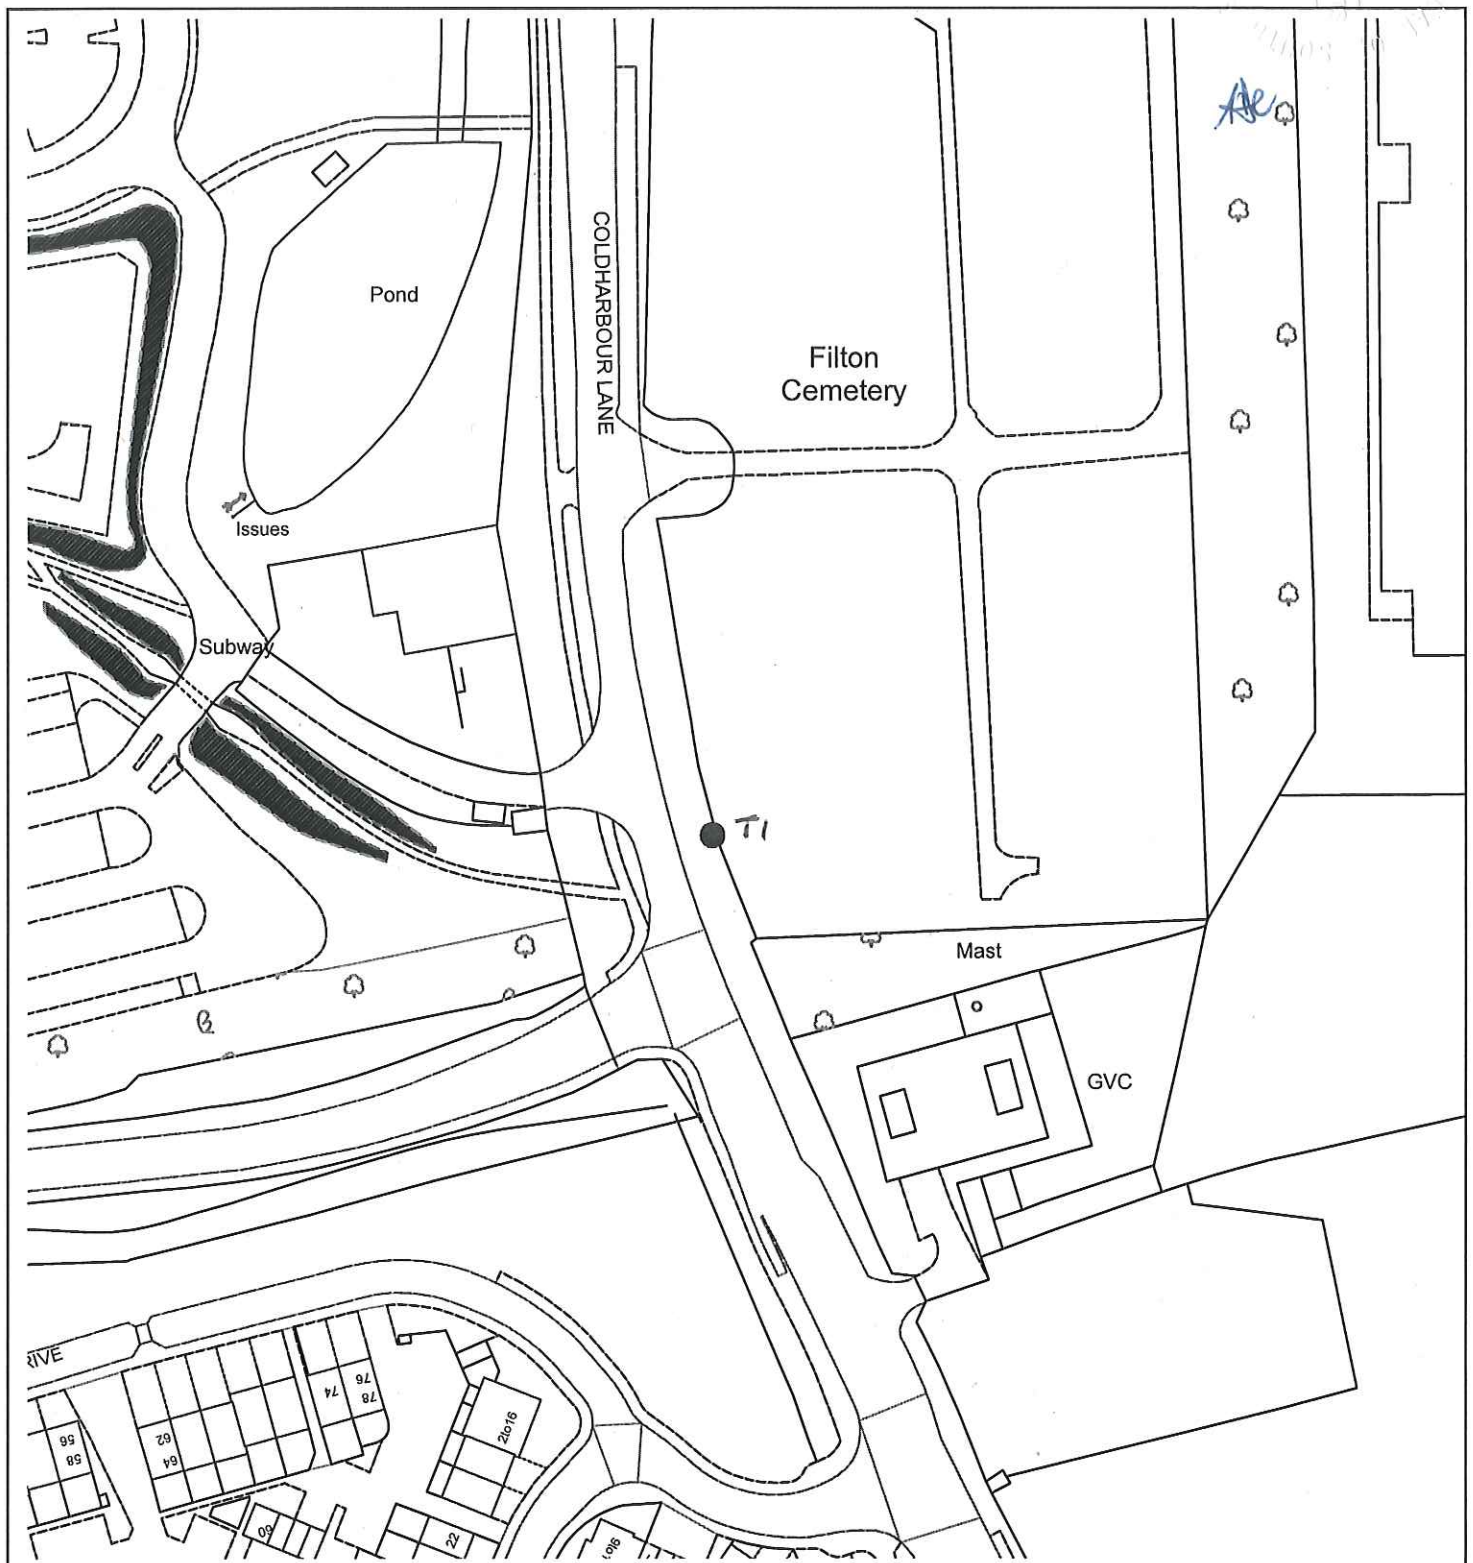 Pond
COLDHARBOUR LANE
Filton
Cemetery
Issues
Subway
T1
Mast
GVC
RIVE
56
58
62
64
74
76
78
2to16
60
22